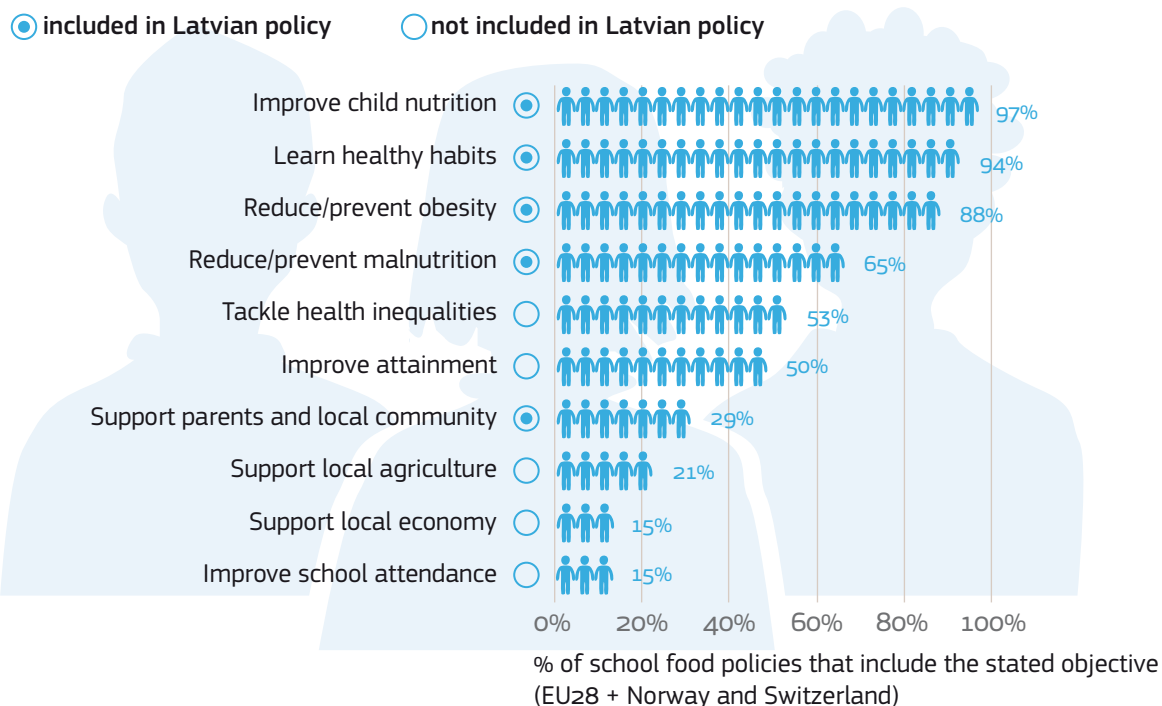 included in Latvian policy not included in Latvian policy
Improve child nutrition 97%
Learn healthy habits 94%
Reduce/prevent obesity 88%
Reduce/prevent malnutrition 65%
Tackle health inequalities 53%
Improve attainment 50%
Support parents and local community 29%
Support local agriculture 21%
Support local economy 15%
Improve school attendance 15%
0% 20% 40% 60% 80% 100%
% of school food policies that include the stated objective
(EU28 + Norway and Switzerland)